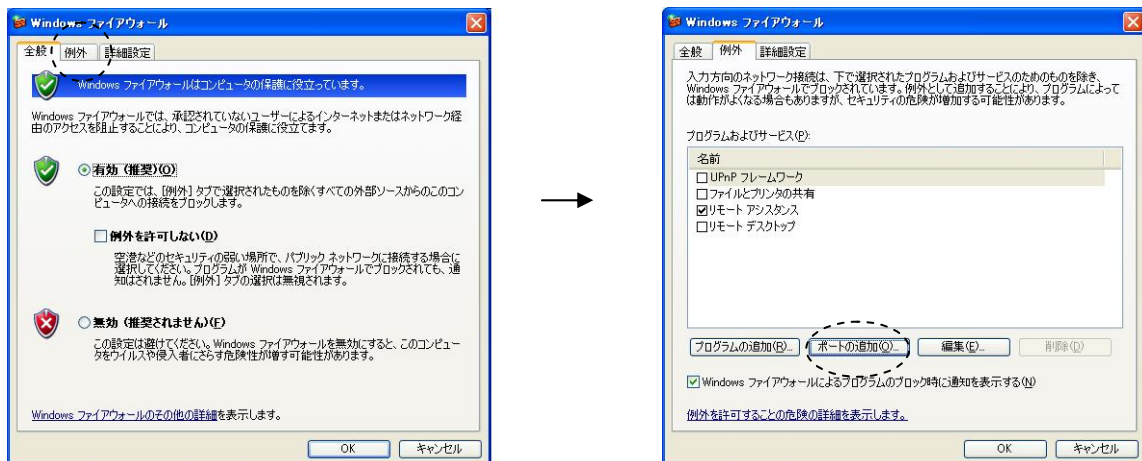 Windows ファイアウォール
全般
例外
詳細設定
Windows ファイアウォールはコンピュータの保護に役立っています。
Windows ファイアウォールでは、承認されていないユーザーによるインターネットまたはネットワーク経
由のアクセスを阻止することにより、コンピュータの保護に役立てます。
有効 (推奨)(O)
この設定では、[例外] タブで選択されたものを除くすべての外部ソースからのこのコン
ピュータへの接続をブロックします。
例外を許可しない(D)
空港などのセキュリティの弱い場所で、パブリック ネットワークに接続する場合に
選択してください。プログラムが Windows ファイアウォールでブロックされても、通
知はされません。[例外] タブの選択は無視されます。
無効 (推奨されません)(F)
この設定は避けてください。Windows ファイアウォールを無効にすると、このコンピュー
タをウイルスや侵入者にさらす危険性が増す可能性があります。
Windows ファイアウォールのその他の詳細を表示します。
OK
キャンセル
Windows ファイアウォール
全般
例外
詳細設定
入力方向のネットワーク接続は、下で選択されたプログラムおよびサービスのためのものを除き、
Windows ファイアウォールでブロックされています。例外として追加することにより、プログラムによって
は動作がよくなる場合もありますが、セキュリティの危険が増加する可能性があります。
プログラムおよびサービス(P):
名前
UPnP フレームワーク
ファイルとプリンタの共有
リモート アシスタンス
リモート デスクトップ
プログラムの追加(R)...
ポートの追加(O)...
編集(E)...
削除(D)
Windows ファイアウォールによるプログラムのブロック時に通知を表示する(N)
例外を許可することの危険の詳細を表示します。
OK
キャンセル